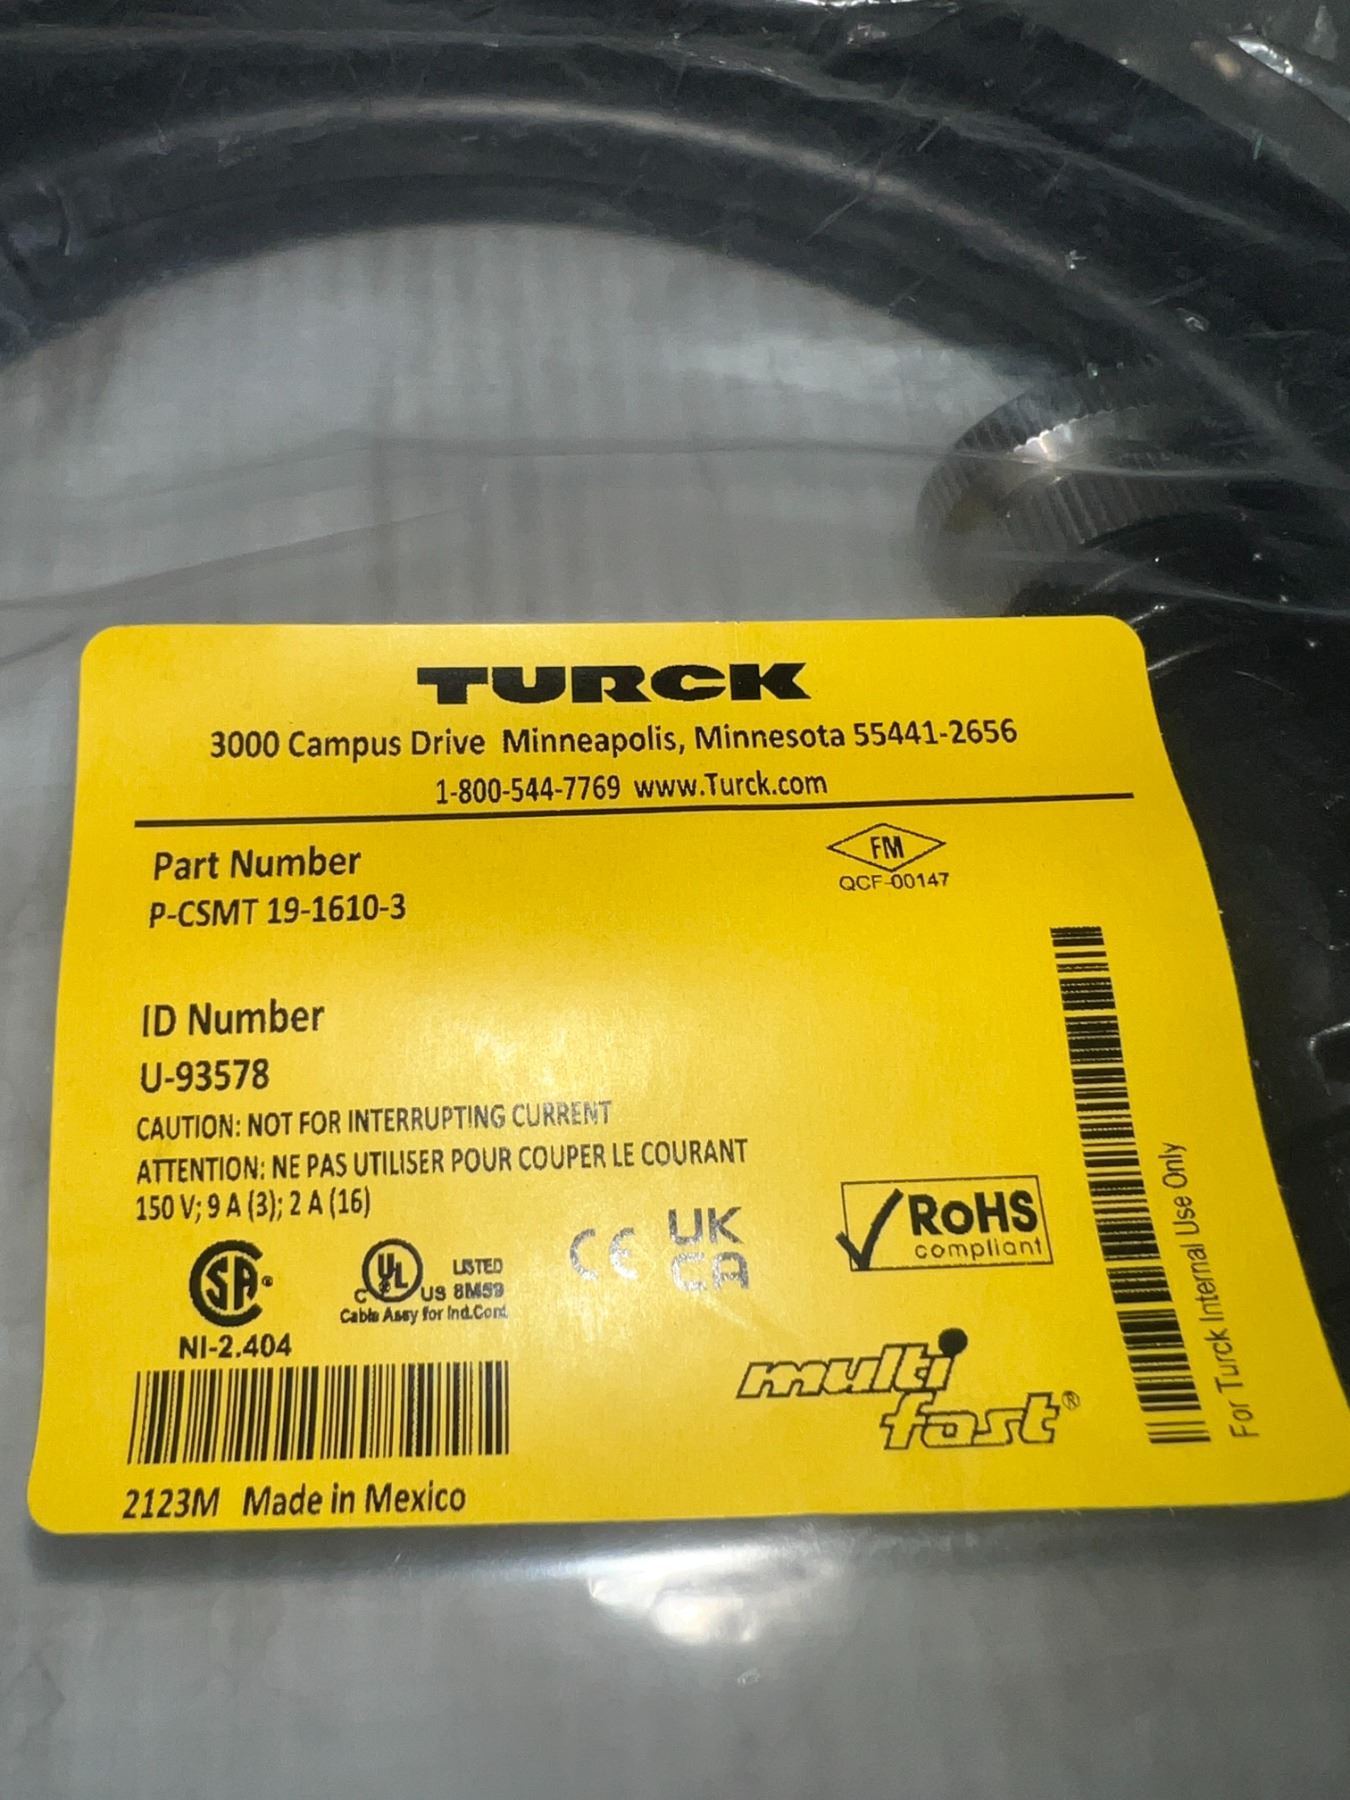 TURCK
3000 Campus Drive Minneapolis, Minnesota 55441-2656
1-800-544-7769 www.Turck.com
Part Number
P-CSMT 19-1610-3
FM
QCF-00147
ID Number
U-93578
CAUTION: NOT FOR INTERRUPTING CURRENT
ATTENTION: NE PAS UTILISER POUR COUPER LE COURANT
150 V; 9 A (3); 2 A (16)
SA
NI-2.404
C UL US LISTED 8M59
Cable Assy for Ind.Cont.
CE
UK
CA
RoHS
compliant
multi
fast®
For Turck Internal Use Only
2123M Made in Mexico